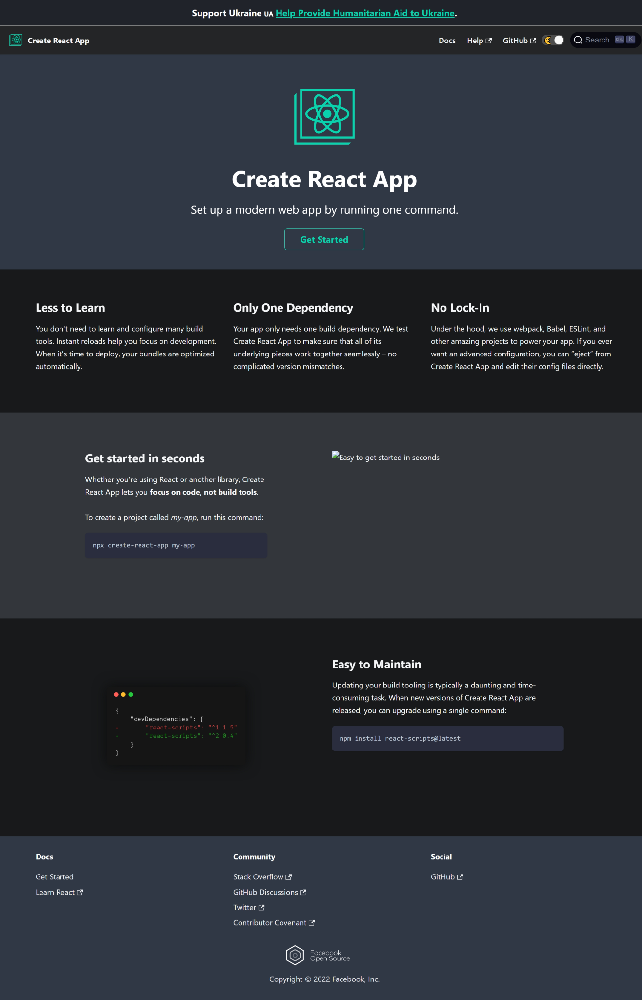 Support Ukraine UA Help Provide Humanitarian Aid to Ukraine.
Create React App
Docs
Help
GitHub
Search
CTRL
K
Create React App
Set up a modern web app by running one command.
Get Started
Less to Learn
You don't need to learn and configure many build
tools. Instant reloads help you focus on development.
When it's time to deploy, your bundles are optimized
automatically.
Only One Dependency
Your app only needs one build dependency. We test
Create React App to make sure that all of its
underlying pieces work together seamlessly – no
complicated version mismatches.
No Lock-In
Under the hood, we use webpack, Babel, ESLint, and
other amazing projects to power your app. If you ever
want an advanced configuration, you can “eject” from
Create React App and edit their config files directly.
Get started in seconds
Whether you’re using React or another library, Create
React App lets you focus on code, not build tools.
To create a project called my-app, run this command:
npx create-react-app my-app
Easy to get started in seconds
{
"devDependencies": {
- "react-scripts": "^1.1.5"
+ "react-scripts": "^2.0.4"
}
}
Easy to Maintain
Updating your build tooling is typically a daunting and time-
consuming task. When new versions of Create React App are
released, you can upgrade using a single command:
npm install react-scripts@latest
Docs
Get Started
Learn React
Community
Stack Overflow
GitHub Discussions
Twitter
Contributor Covenant
Social
GitHub
Facebook
Open Source
Copyright © 2022 Facebook, Inc.